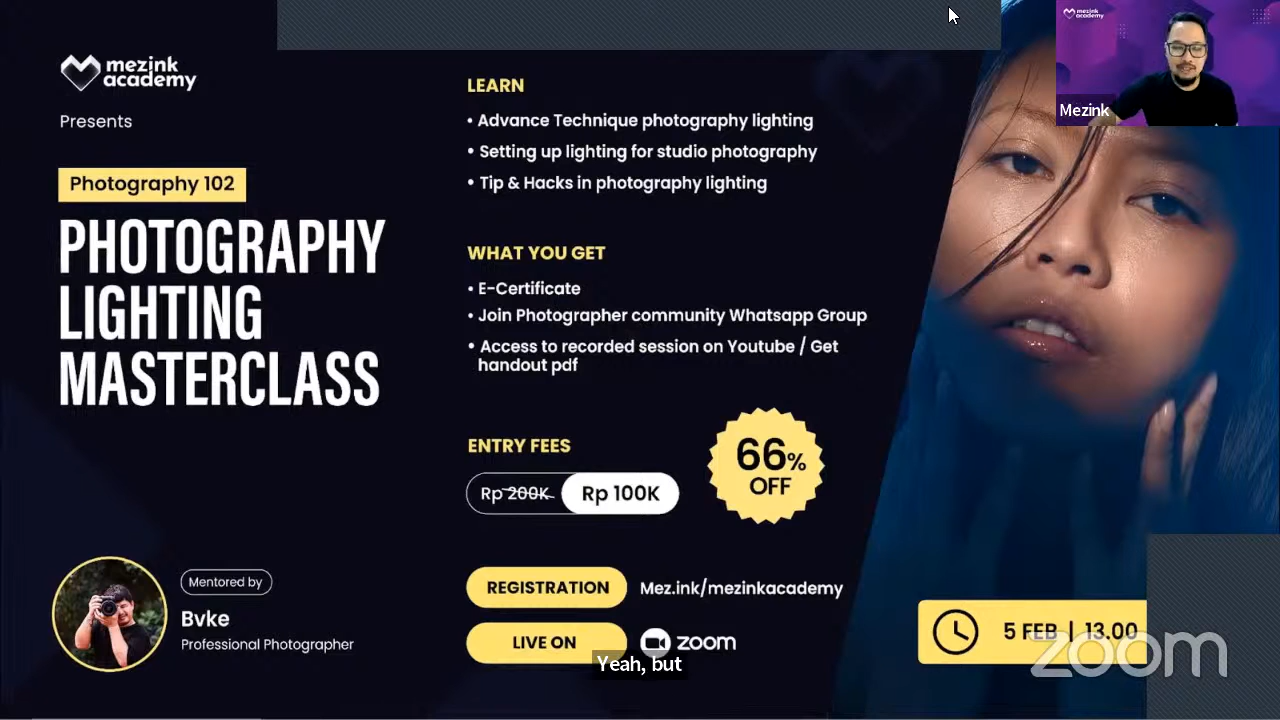 mezink
academy
Presents
Photography 102
PHOTOGRAPHY
LIGHTING
MASTERCLASS
Mentored by
Bvke
Professional Photographer
LEARN
• Advance Technique photography lighting
• Setting up lighting for studio photography
• Tip & Hacks in photography lighting
WHAT YOU GET
• E-Certificate
• Join Photographer community Whatsapp Group
• Access to recorded session on Youtube / Get
handout pdf
ENTRY FEES
Rp 200K Rp 100K
66%
OFF
REGISTRATION Mez.ink/mezinkacademy
LIVE ON zoom
Yeah, but
mezink
academy
Mezink
5 FEB | 13.00
zoom